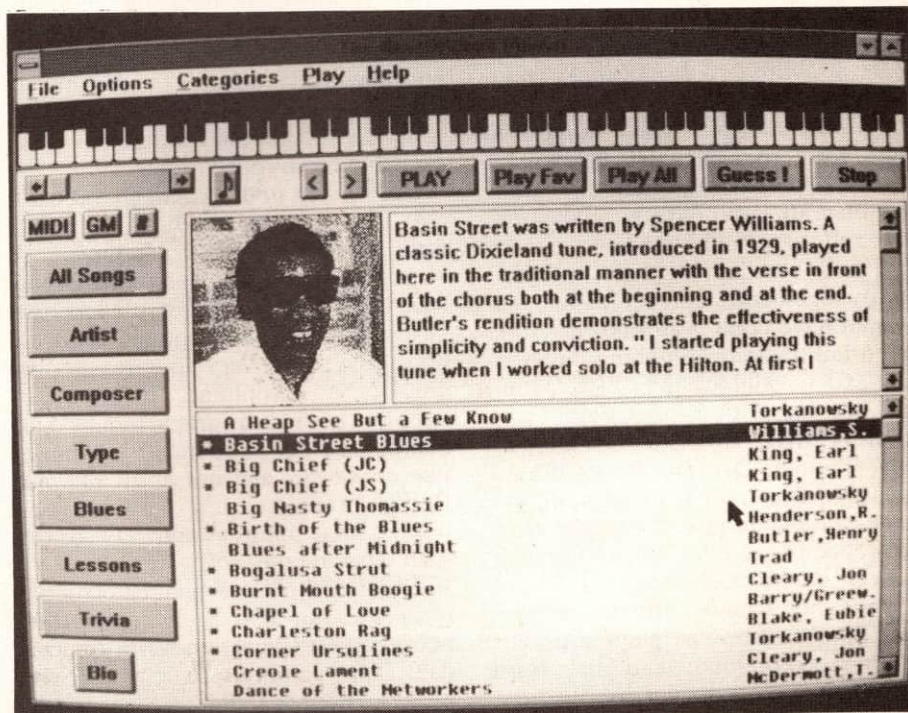 File Options Categories Play Help
< > PLAY Play Fav Play All Guess ! Stop
MIDI GM #
All Songs
Artist
Composer
Type
Blues
Lessons
Trivia
Bio
Basin Street was written by Spencer Williams. A
classic Dixieland tune, introduced in 1929, played
here in the traditional manner with the verse in front
of the chorus both at the beginning and at the end.
Butler's rendition demonstrates the effectiveness of
simplicity and conviction. " I started playing this
tune when I worked solo at the Hilton. At first I
A Heap See But a Few Know Torkanowsky
* Basin Street Blues Williams,S.
* Big Chief (JC) King, Earl
* Big Chief (JS) King, Earl
Big Nasty Thomassie Torkanowsky
* Birth of the Blues Henderson,R.
Blues after Midnight Butler,Henry
* Bogalusa Strut Trad
* Burnt Mouth Boogie Cleary, Jon
* Chapel of Love Barry/Greew.
* Charleston Rag Blake, Eubie
* Corner Ursulines Torkanowsky
Creole Lament Cleary, Jon
Dance of the Networkers McDermott,T.